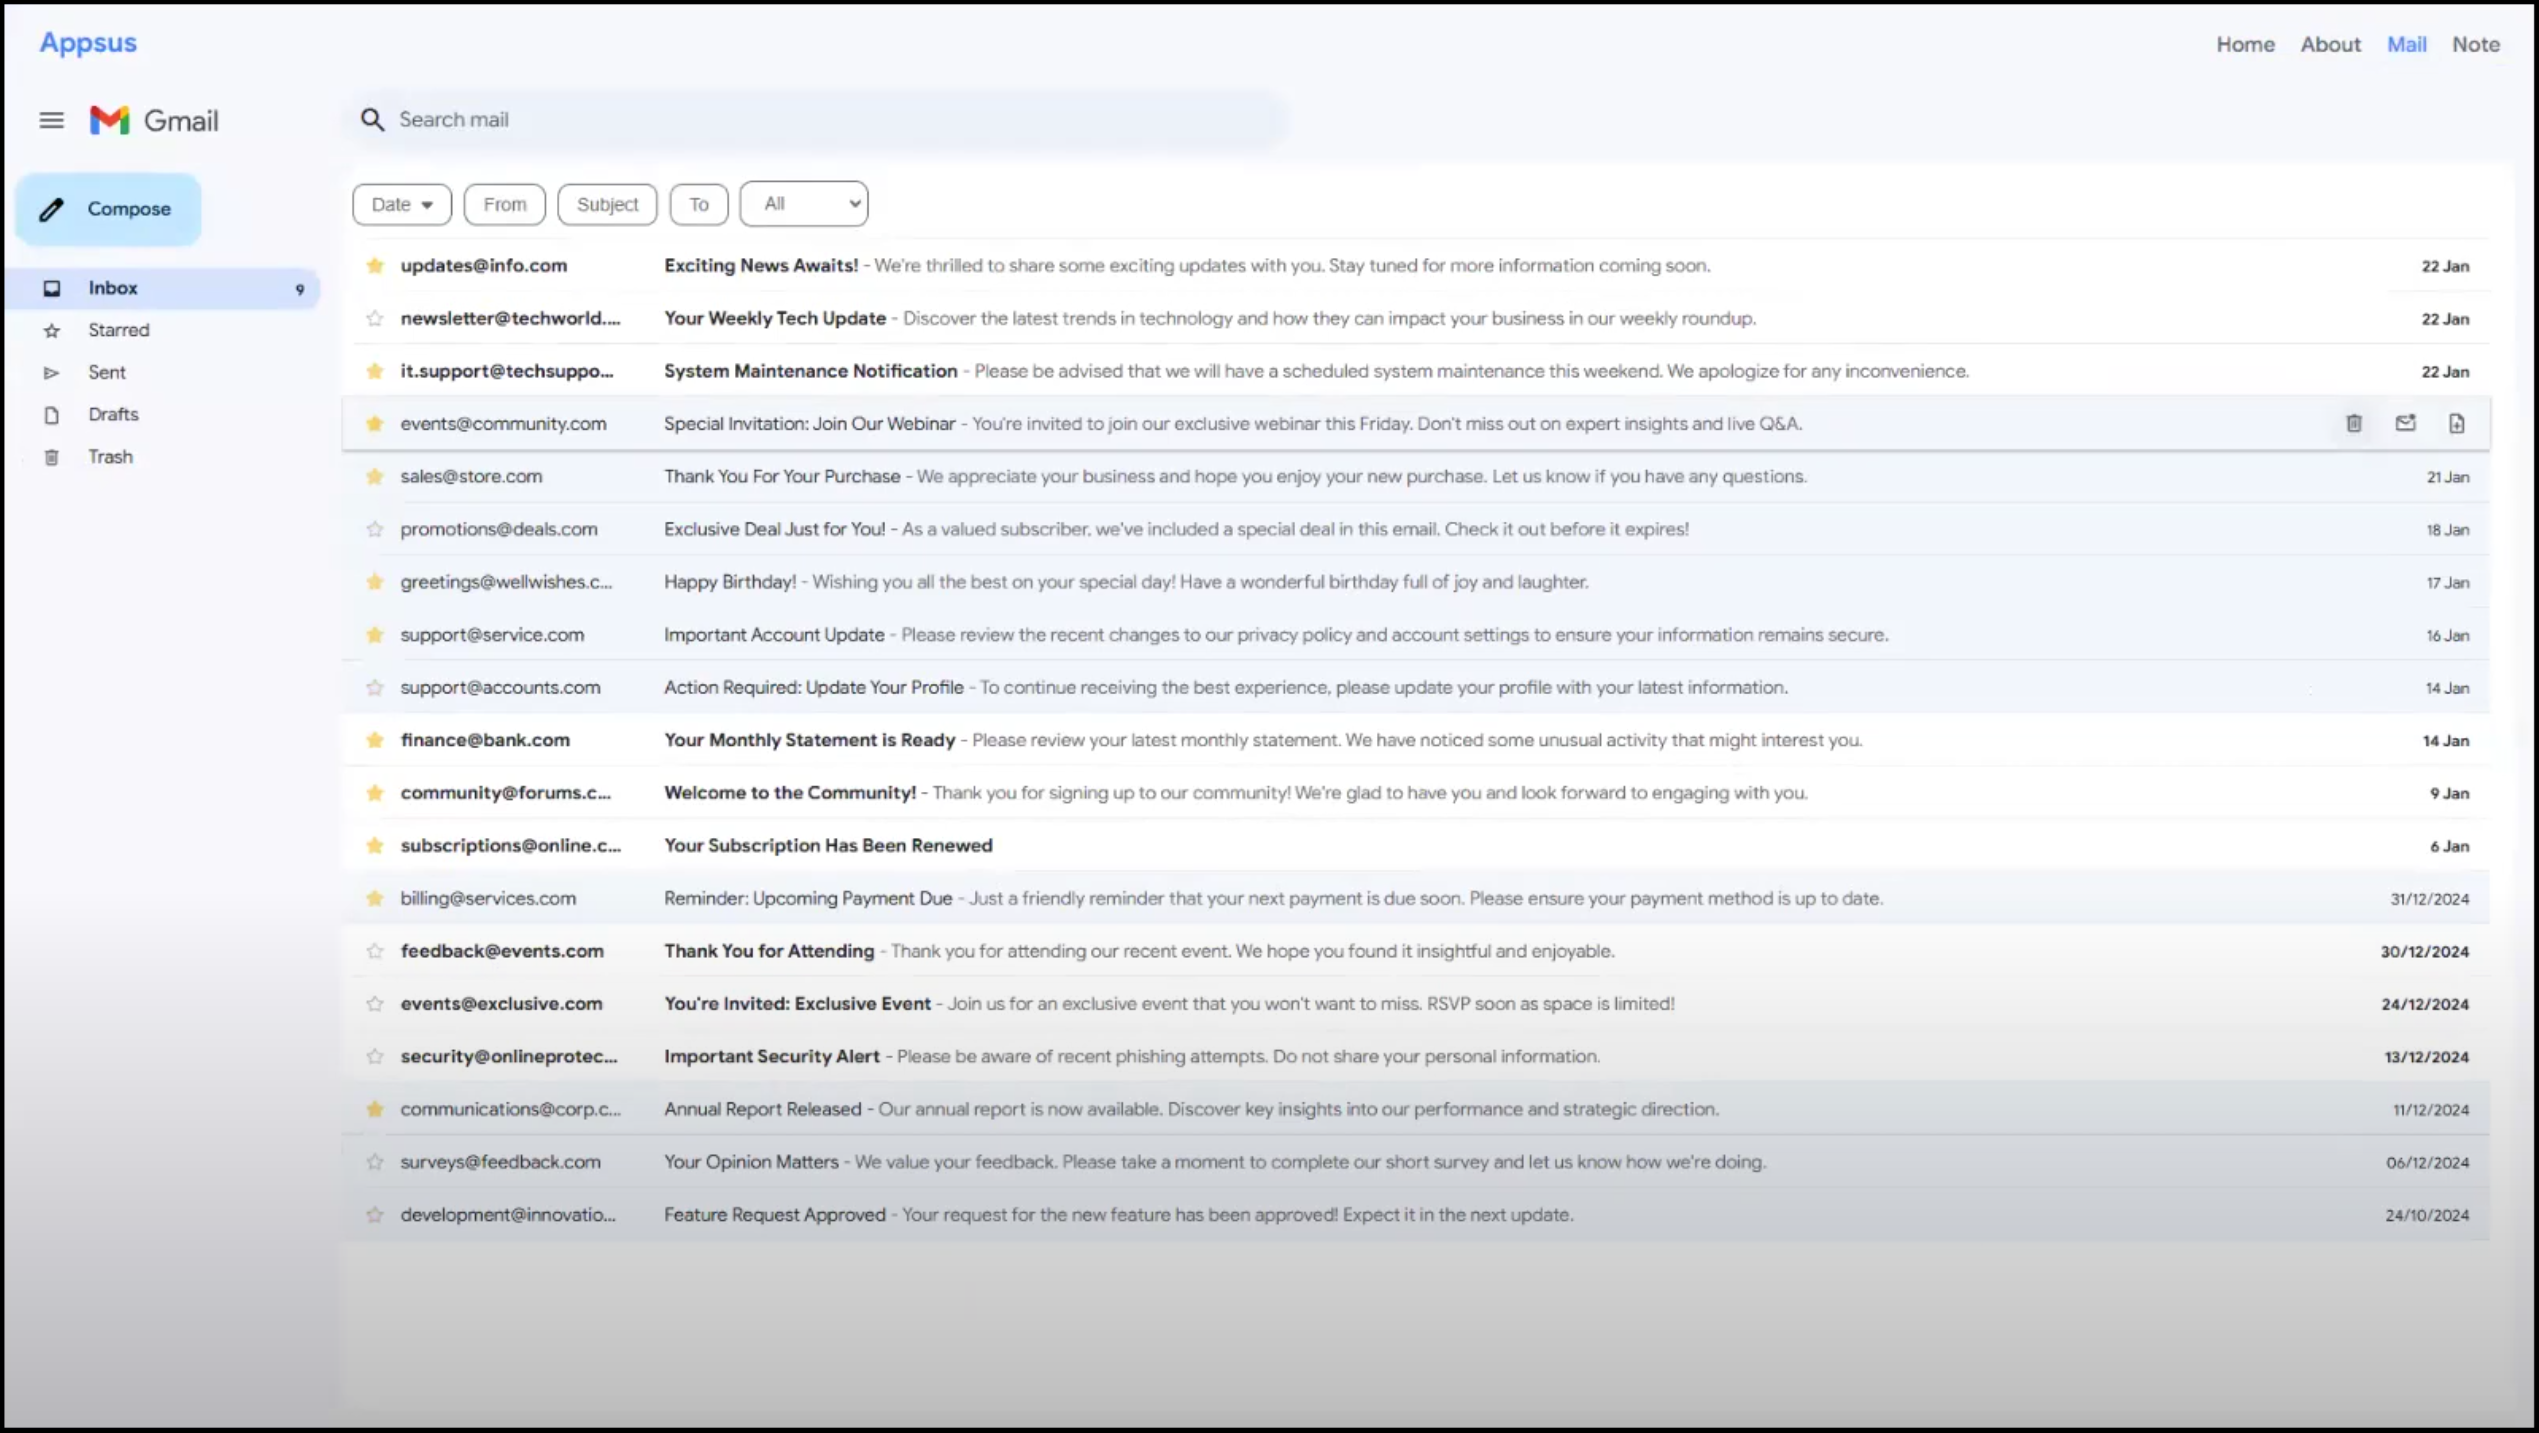 Appsus
Home About Mail Note
Gmail
Search mail
Compose
Date From Subject To All
Inbox 9
Starred
Sent
Drafts
Trash
updates@info.com Exciting News Awaits! - We're thrilled to share some exciting updates with you. Stay tuned for more information coming soon. 22 Jan
newsletter@techworld.... Your Weekly Tech Update - Discover the latest trends in technology and how they can impact your business in our weekly roundup. 22 Jan
it.support@techsuppo... System Maintenance Notification - Please be advised that we will have a scheduled system maintenance this weekend. We apologize for any inconvenience. 22 Jan
events@community.com Special Invitation: Join Our Webinar - You're invited to join our exclusive webinar this Friday. Don't miss out on expert insights and live Q&A.
sales@store.com Thank You For Your Purchase - We appreciate your business and hope you enjoy your new purchase. Let us know if you have any questions. 21 Jan
promotions@deals.com Exclusive Deal Just for You! - As a valued subscriber, we've included a special deal in this email. Check it out before it expires! 18 Jan
greetings@wellwishes.c... Happy Birthday! - Wishing you all the best on your special day! Have a wonderful birthday full of joy and laughter. 17 Jan
support@service.com Important Account Update - Please review the recent changes to our privacy policy and account settings to ensure your information remains secure. 16 Jan
support@accounts.com Action Required: Update Your Profile - To continue receiving the best experience, please update your profile with your latest information. 14 Jan
finance@bank.com Your Monthly Statement is Ready - Please review your latest monthly statement. We have noticed some unusual activity that might interest you. 14 Jan
community@forums.c... Welcome to the Community! - Thank you for signing up to our community! We're glad to have you and look forward to engaging with you. 9 Jan
subscriptions@online.c... Your Subscription Has Been Renewed 6 Jan
billing@services.com Reminder: Upcoming Payment Due - Just a friendly reminder that your next payment is due soon. Please ensure your payment method is up to date. 31/12/2024
feedback@events.com Thank You for Attending - Thank you for attending our recent event. We hope you found it insightful and enjoyable. 30/12/2024
events@exclusive.com You're Invited: Exclusive Event - Join us for an exclusive event that you won't want to miss. RSVP soon as space is limited! 24/12/2024
security@onlineprotec... Important Security Alert - Please be aware of recent phishing attempts. Do not share your personal information. 13/12/2024
communications@corp.c... Annual Report Released - Our annual report is now available. Discover key insights into our performance and strategic direction. 11/12/2024
surveys@feedback.com Your Opinion Matters - We value your feedback. Please take a moment to complete our short survey and let us know how we're doing. 06/12/2024
development@innovatio... Feature Request Approved - Your request for the new feature has been approved! Expect it in the next update. 24/10/2024